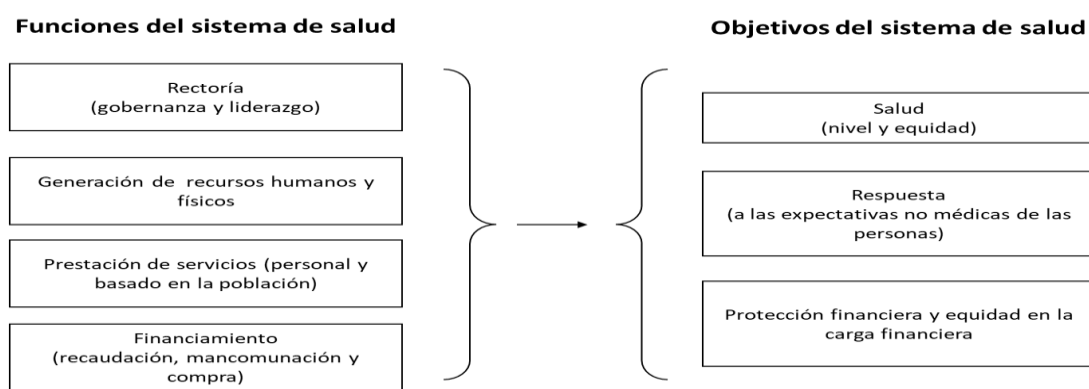 Funciones del sistema de salud
Rectoría
(gobernanza y liderazgo)
Generación de recursos humanos y
físicos
Prestación de servicios (personal y
basado en la población)
Financiamiento
(recaudación, mancomunación y
compra)
Objetivos del sistema de salud
Salud
(nivel y equidad)
Respuesta
(a las expectativas no médicas de las
personas)
Protección financiera y equidad en la
carga financiera